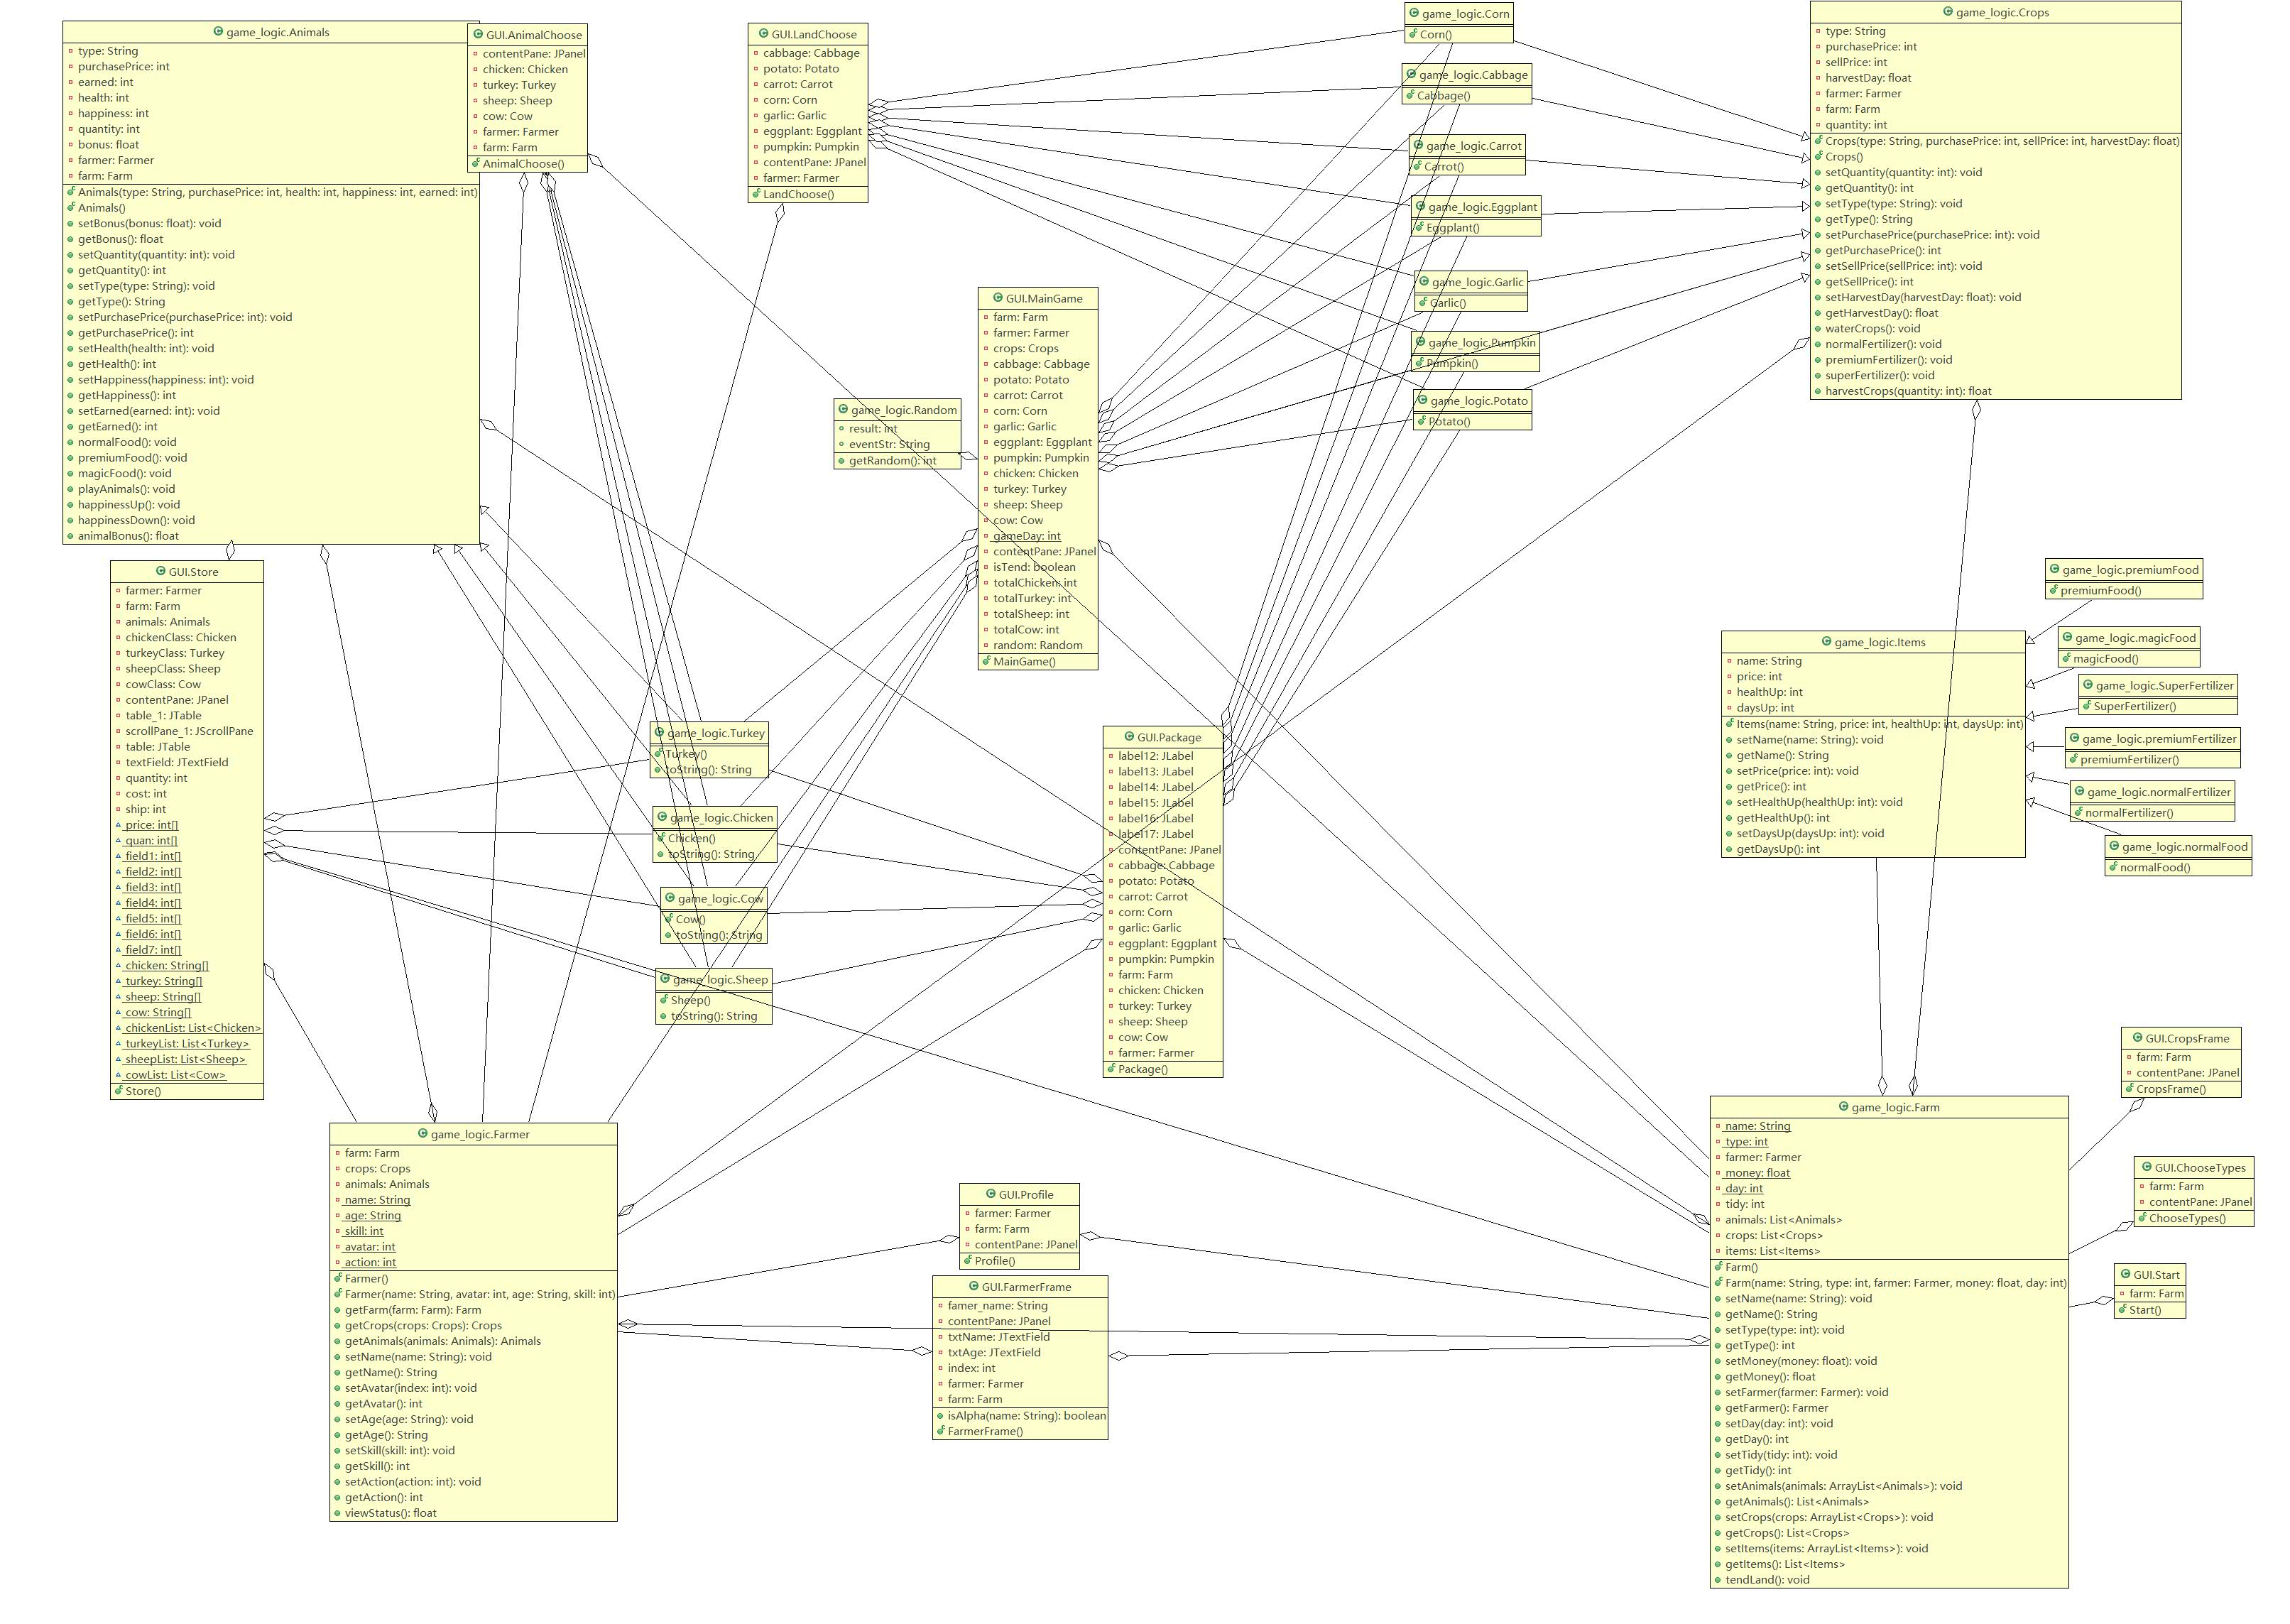 game_logic.Animals
type: String
purchasePrice: int
earned: int
health: int
happiness: int
quantity: int
bonus: float
farmer: Farmer
farm: Farm
Animals(type: String, purchasePrice: int, health: int, happiness: int, earned: int)
Animals()
setBonus(bonus: float): void
getBonus(): float
setQuantity(quantity: int): void
getQuantity(): int
setType(type: String): void
getType(): String
setPurchasePrice(purchasePrice: int): void
getPurchasePrice(): int
setHealth(health: int): void
getHealth(): int
setHappiness(happiness: int): void
getHappiness(): int
setEarned(earned: int): void
getEarned(): int
normalFood(): void
premiumFood(): void
magicFood(): void
playAnimals(): void
happinessUp(): void
happinessDown(): void
animalBonus(): float
GUI.AnimalChoose
contentPane: JPanel
chicken: Chicken
turkey: Turkey
sheep: Sheep
cow: Cow
farmer: Farmer
farm: Farm
AnimalChoose()
GUI.LandChoose
cabbage: Cabbage
potato: Potato
carrot: Carrot
corn: Corn
garlic: Garlic
eggplant: Eggplant
pumpkin: Pumpkin
contentPane: JPanel
farmer: Farmer
LandChoose()
game_logic.Corn
Corn()
game_logic.Cabbage
Cabbage()
game_logic.Carrot
Carrot()
game_logic.Eggplant
Eggplant()
game_logic.Garlic
Garlic()
game_logic.Pumpkin
Pumpkin()
game_logic.Potato
Potato()
game_logic.Crops
type: String
purchasePrice: int
sellPrice: int
harvestDay: float
farmer: Farmer
farm: Farm
quantity: int
Crops(type: String, purchasePrice: int, sellPrice: int, harvestDay: float)
Crops()
setQuantity(quantity: int): void
getQuantity(): int
setType(type: String): void
getType(): String
setPurchasePrice(purchasePrice: int): void
getPurchasePrice(): int
setSellPrice(sellPrice: int): void
getSellPrice(): int
setHarvestDay(harvestDay: float): void
getHarvestDay(): float
waterCrops(): void
normalFertilizer(): void
premiumFertilizer(): void
superFertilizer(): void
harvestCrops(quantity: int): float
GUI.MainGame
farm: Farm
farmer: Farmer
crops: Crops
cabbage: Cabbage
potato: Potato
carrot: Carrot
corn: Corn
garlic: Garlic
eggplant: Eggplant
pumpkin: Pumpkin
chicken: Chicken
turkey: Turkey
sheep: Sheep
cow: Cow
gameDay: int
contentPane: JPanel
isTend: boolean
totalChicken: int
totalTurkey: int
totalSheep: int
totalCow: int
random: Random
MainGame()
game_logic.Random
result: int
eventStr: String
getRandom(): int
GUI.Store
farmer: Farmer
farm: Farm
animals: Animals
chickenClass: Chicken
turkeyClass: Turkey
sheepClass: Sheep
cowClass: Cow
contentPane: JPanel
table_1: JTable
scrollPane_1: JScrollPane
table: JTable
textField: JTextField
quantity: int
cost: int
ship: int
price: int[]
quan: int[]
field1: int[]
field2: int[]
field3: int[]
field4: int[]
field5: int[]
field6: int[]
field7: int[]
chicken: String[]
turkey: String[]
sheep: String[]
cow: String[]
chickenList: List<Chicken>
turkeyList: List<Turkey>
sheepList: List<Sheep>
cowList: List<Cow>
Store()
game_logic.Turkey
Turkey()
toString(): String
game_logic.Chicken
Chicken()
toString(): String
game_logic.Cow
Cow()
toString(): String
game_logic.Sheep
Sheep()
toString(): String
GUI.Package
label12: JLabel
label13: JLabel
label14: JLabel
label15: JLabel
label16: JLabel
label17: JLabel
contentPane: JPanel
cabbage: Cabbage
potato: Potato
carrot: Carrot
corn: Corn
garlic: Garlic
eggplant: Eggplant
pumpkin: Pumpkin
farm: Farm
chicken: Chicken
turkey: Turkey
sheep: Sheep
cow: Cow
farmer: Farmer
Package()
game_logic.Items
name: String
price: int
healthUp: int
daysUp: int
Items(name: String, price: int, healthUp: int, daysUp: int)
setName(name: String): void
getName(): String
setPrice(price: int): void
getPrice(): int
setHealthUp(healthUp: int): void
getHealthUp(): int
setDaysUp(daysUp: int): void
getDaysUp(): int
game_logic.premiumFood
premiumFood()
game_logic.magicFood
magicFood()
game_logic.SuperFertilizer
SuperFertilizer()
game_logic.premiumFertilizer
premiumFertilizer()
game_logic.normalFertilizer
normalFertilizer()
game_logic.normalFood
normalFood()
game_logic.Farmer
farm: Farm
crops: Crops
animals: Animals
name: String
age: String
skill: int
avatar: int
action: int
Farmer()
Farmer(name: String, avatar: int, age: String, skill: int)
getFarm(farm: Farm): Farm
getCrops(crops: Crops): Crops
getAnimals(animals: Animals): Animals
setName(name: String): void
getName(): String
setAvatar(index: int): void
getAvatar(): int
setAge(age: String): void
getAge(): String
setSkill(skill: int): void
getSkill(): int
setAction(action: int): void
getAction(): int
viewStatus(): float
GUI.Profile
farmer: Farmer
farm: Farm
contentPane: JPanel
Profile()
GUI.FarmerFrame
famer_name: String
contentPane: JPanel
txtName: JTextField
txtAge: JTextField
index: int
farmer: Farmer
farm: Farm
isAlpha(name: String): boolean
FarmerFrame()
game_logic.Farm
name: String
type: int
farmer: Farmer
money: float
day: int
tidy: int
animals: List<Animals>
crops: List<Crops>
items: List<Items>
Farm()
Farm(name: String, type: int, farmer: Farmer, money: float, day: int)
setName(name: String): void
getName(): String
setType(type: int): void
getType(): int
setMoney(money: float): void
getMoney(): float
setFarmer(farmer: Farmer): void
getFarmer(): Farmer
setDay(day: int): void
getDay(): int
setTidy(tidy: int): void
getTidy(): int
setAnimals(animals: ArrayList<Animals>): void
getAnimals(): List<Animals>
setCrops(crops: ArrayList<Crops>): void
getCrops(): List<Crops>
setItems(items: ArrayList<Items>): void
getItems(): List<Items>
tendLand(): void
GUI.CropsFrame
farm: Farm
contentPane: JPanel
CropsFrame()
GUI.ChooseTypes
farm: Farm
contentPane: JPanel
ChooseTypes()
GUI.Start
farm: Farm
Start()